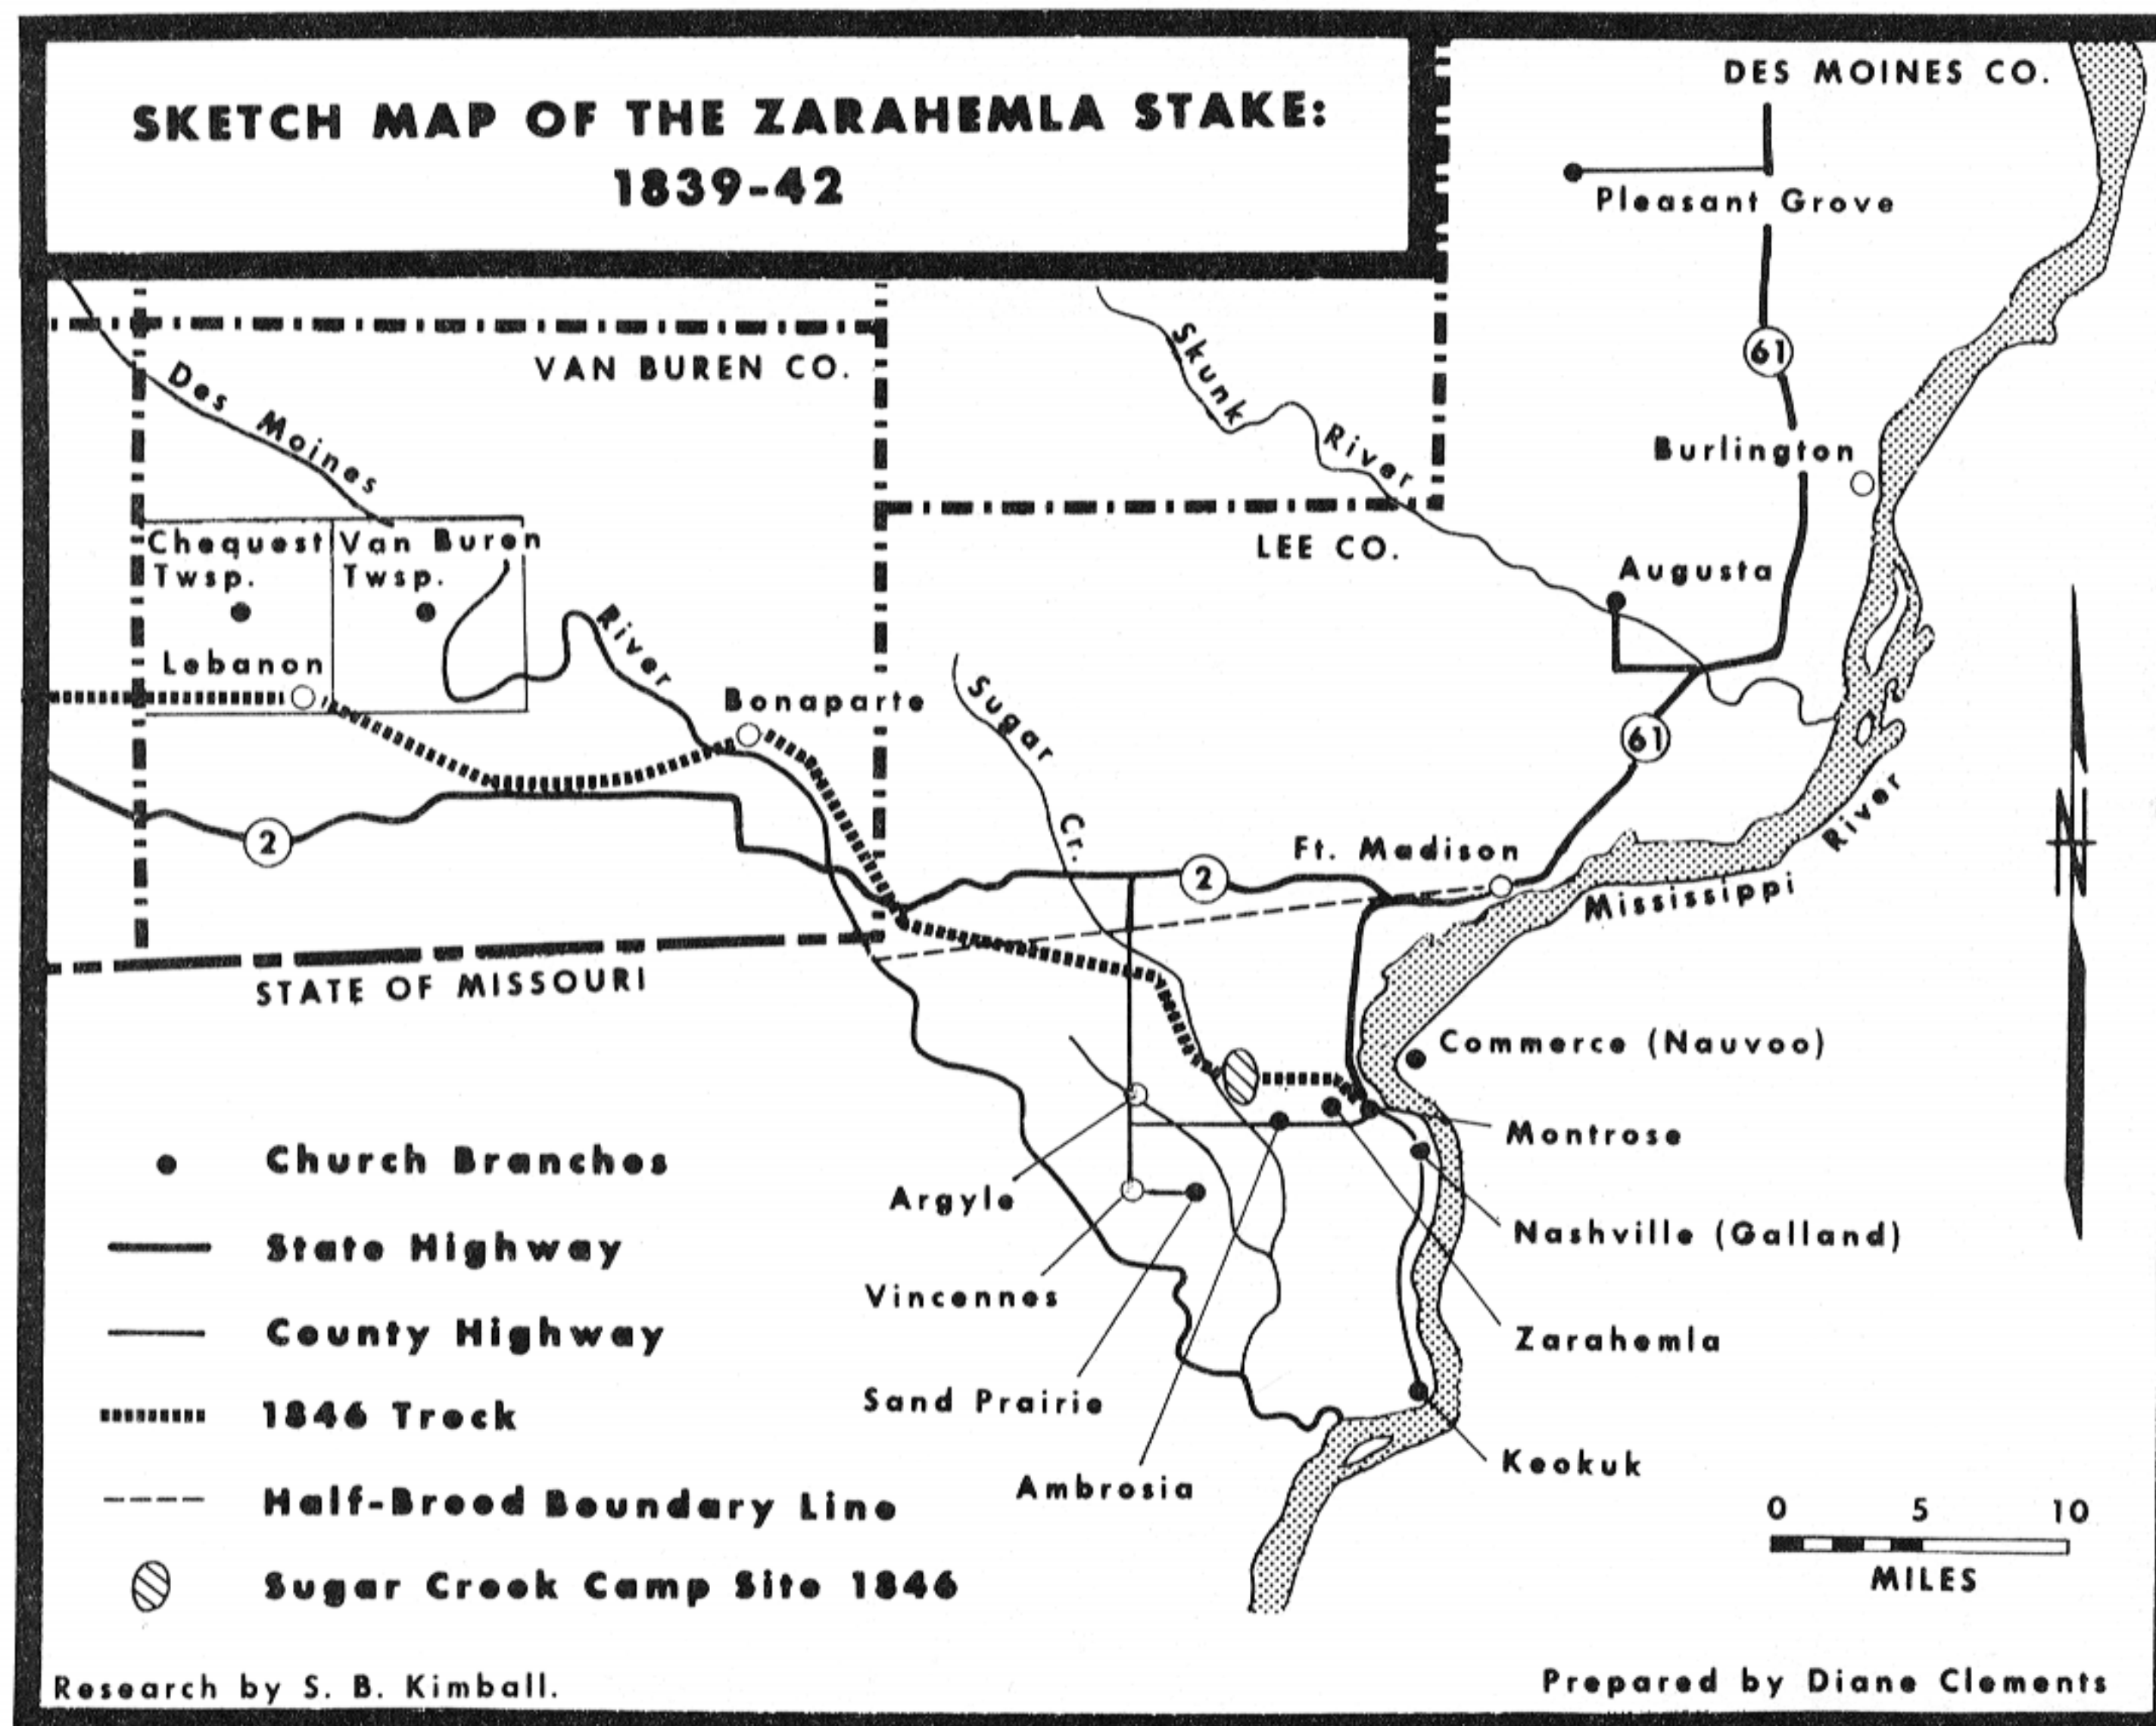 SKETCH MAP OF THE ZARAHEMLA STAKE:
1839-42
DES MOINES CO.
Pleasant Grove
61
Burlington
VAN BUREN CO.
Des Moines
River
Skunk
River
LEE CO.
Augusta
Chequest
Twsp.
Van Buren
Twsp.
Lebanon
Bonaparte
Sugar
Cr.
61
2
2
Ft. Madison
Mississippi
River
N
STATE OF MISSOURI
Commerce (Nauvoo)
Montrose
Argyle
Nashville (Galland)
Vincennes
Zarahemla
Sand Prairie
Keokuk
Ambrosia
Church Branches
State Highway
County Highway
1846 Treck
Half-Breed Boundary Line
Sugar Creek Camp Site 1846
0 5 10
MILES
Research by S. B. Kimball.
Prepared by Diane Clements